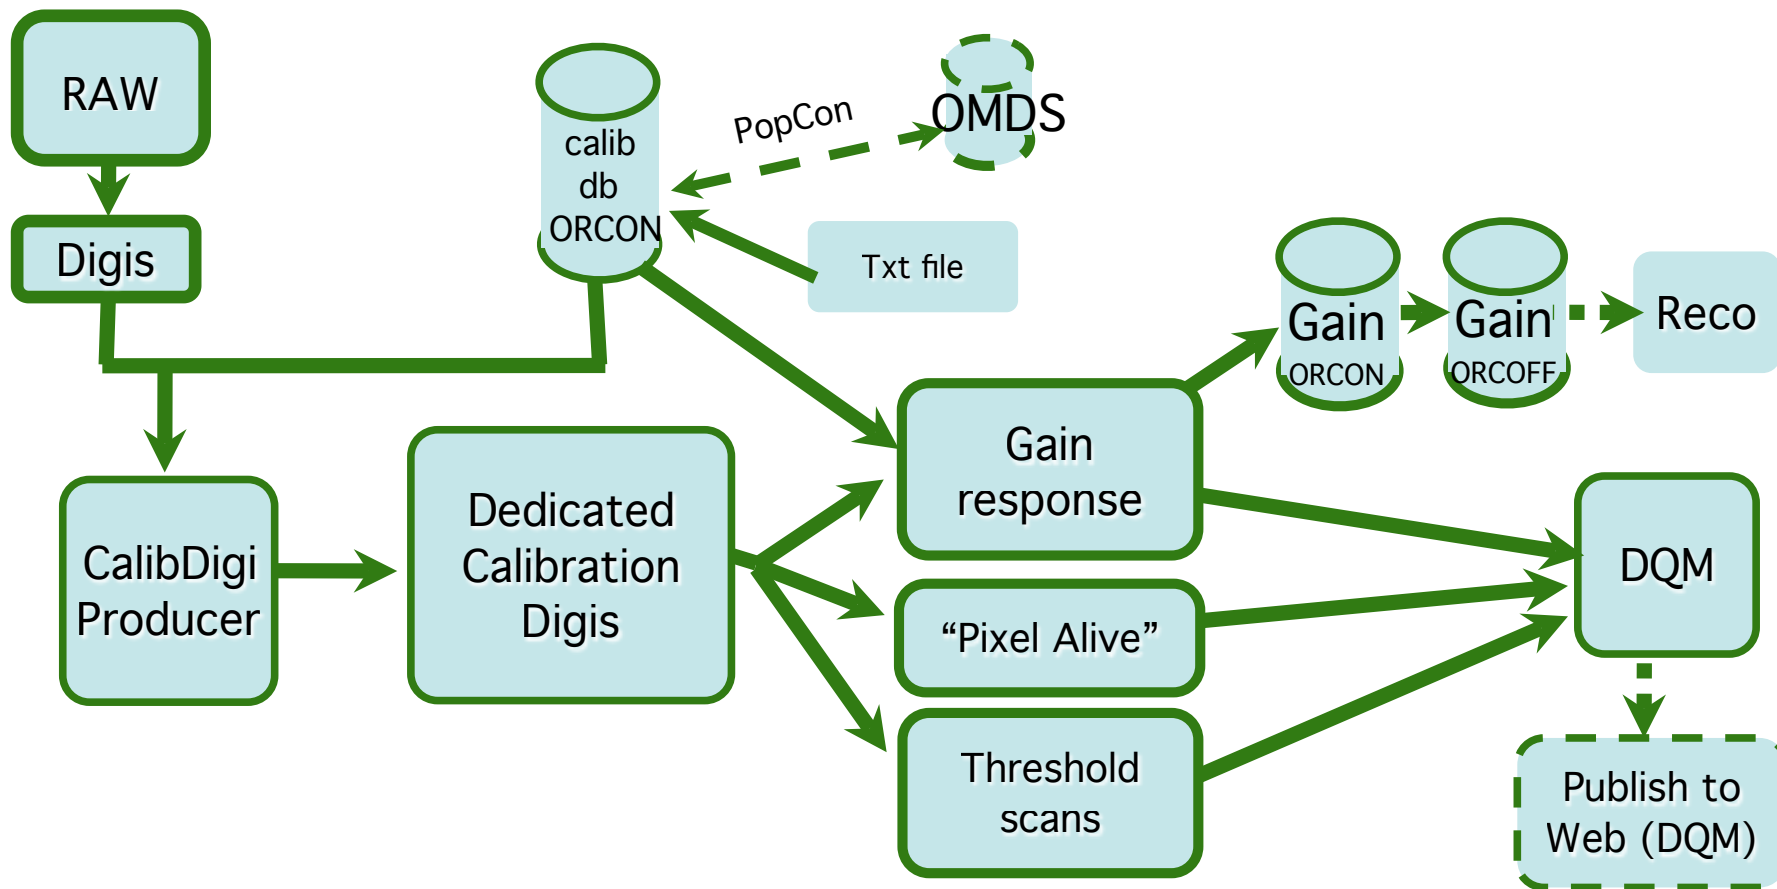 RAW
Digis
calib
db
ORCON
PopCon
OMDS
Txt file
Gain
ORCON
Gain
ORCOFF
Reco
CalibDigi
Producer
Dedicated
Calibration
Digis
Gain
response
“Pixel Alive”
Threshold
scans
DQM
Publish to
Web (DQM)